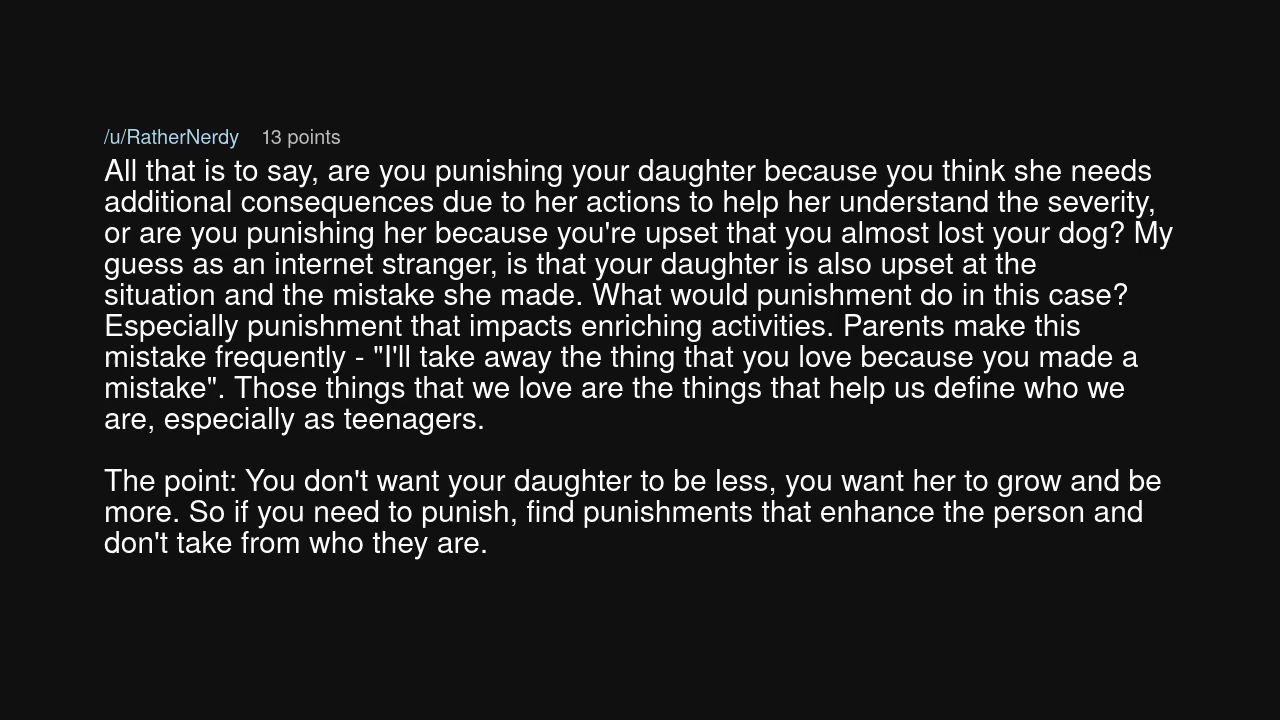 /u/RatherNerdy 13 points
All that is to say, are you punishing your daughter because you think she needs
additional consequences due to her actions to help her understand the severity,
or are you punishing her because you're upset that you almost lost your dog? My
guess as an internet stranger, is that your daughter is also upset at the
situation and the mistake she made. What would punishment do in this case?
Especially punishment that impacts enriching activities. Parents make this
mistake frequently - "I'll take away the thing that you love because you made a
mistake". Those things that we love are the things that help us define who we
are, especially as teenagers.
The point: You don't want your daughter to be less, you want her to grow and be
more. So if you need to punish, find punishments that enhance the person and
don't take from who they are.